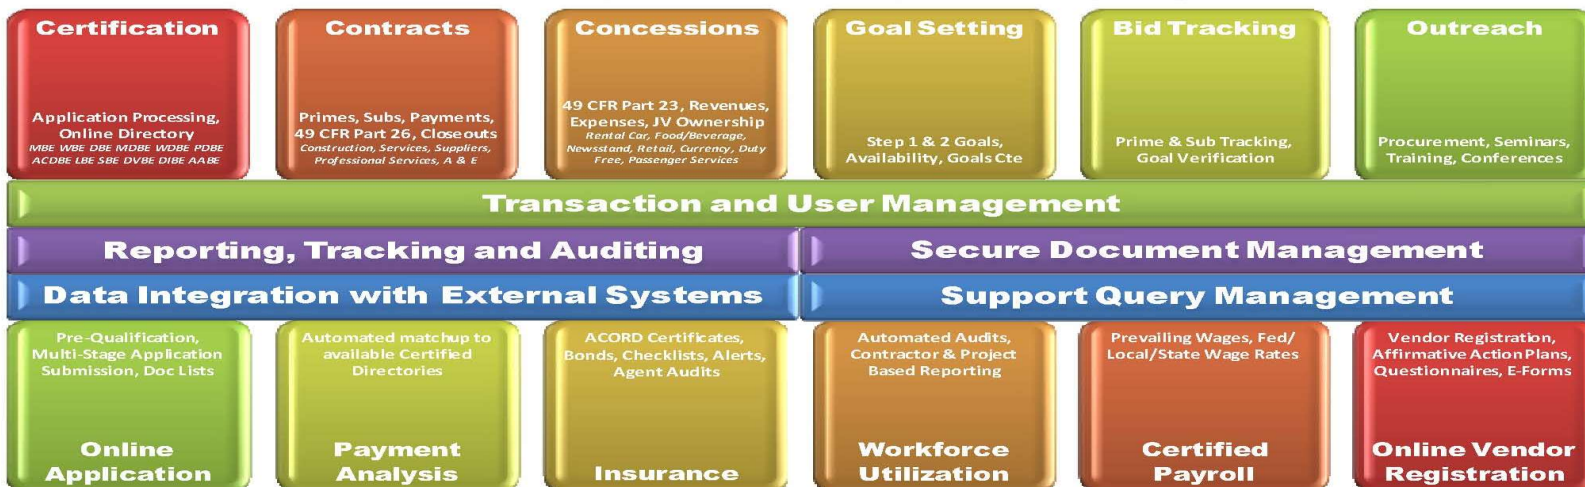 Certification
Application Processing,
Online Directory
MBE WBE DBE MDBE WDBE PDBE
ACDBE LBE SBE DVBE DIBE AABE
Contracts
Primes, Subs, Payments,
49 CFR Part 26, Closeouts
Construction, Services, Suppliers,
Professional Services, A & E
Concessions
49 CFR Part 23, Revenues,
Expenses, JV Ownership
Rental Car, Food/Beverage,
Newsstand, Retail, Currency, Duty
Free, Passenger Services
Goal Setting
Step 1 & 2 Goals,
Availability, Goals Cte
Bid Tracking
Prime & Sub Tracking,
Goal Verification
Outreach
Procurement, Seminars,
Training, Conferences
Transaction and User Management
Reporting, Tracking and Auditing
Secure Document Management
Data Integration with External Systems
Support Query Management
Pre-Qualification,
Multi-Stage Application
Submission, Doc Lists
Online
Application
Automated matchup to
available Certified
Directories
Payment
Analysis
ACORD Certificates,
Bonds, Checklists, Alerts,
Agent Audits
Insurance
Automated Audits,
Contractor & Project
Based Reporting
Workforce
Utilization
Prevailing Wages, Fed/
Local/State Wage Rates
Certified
Payroll
Vendor Registration,
Affirmative Action Plans,
Questionnaires, E-Forms
Online Vendor
Registration